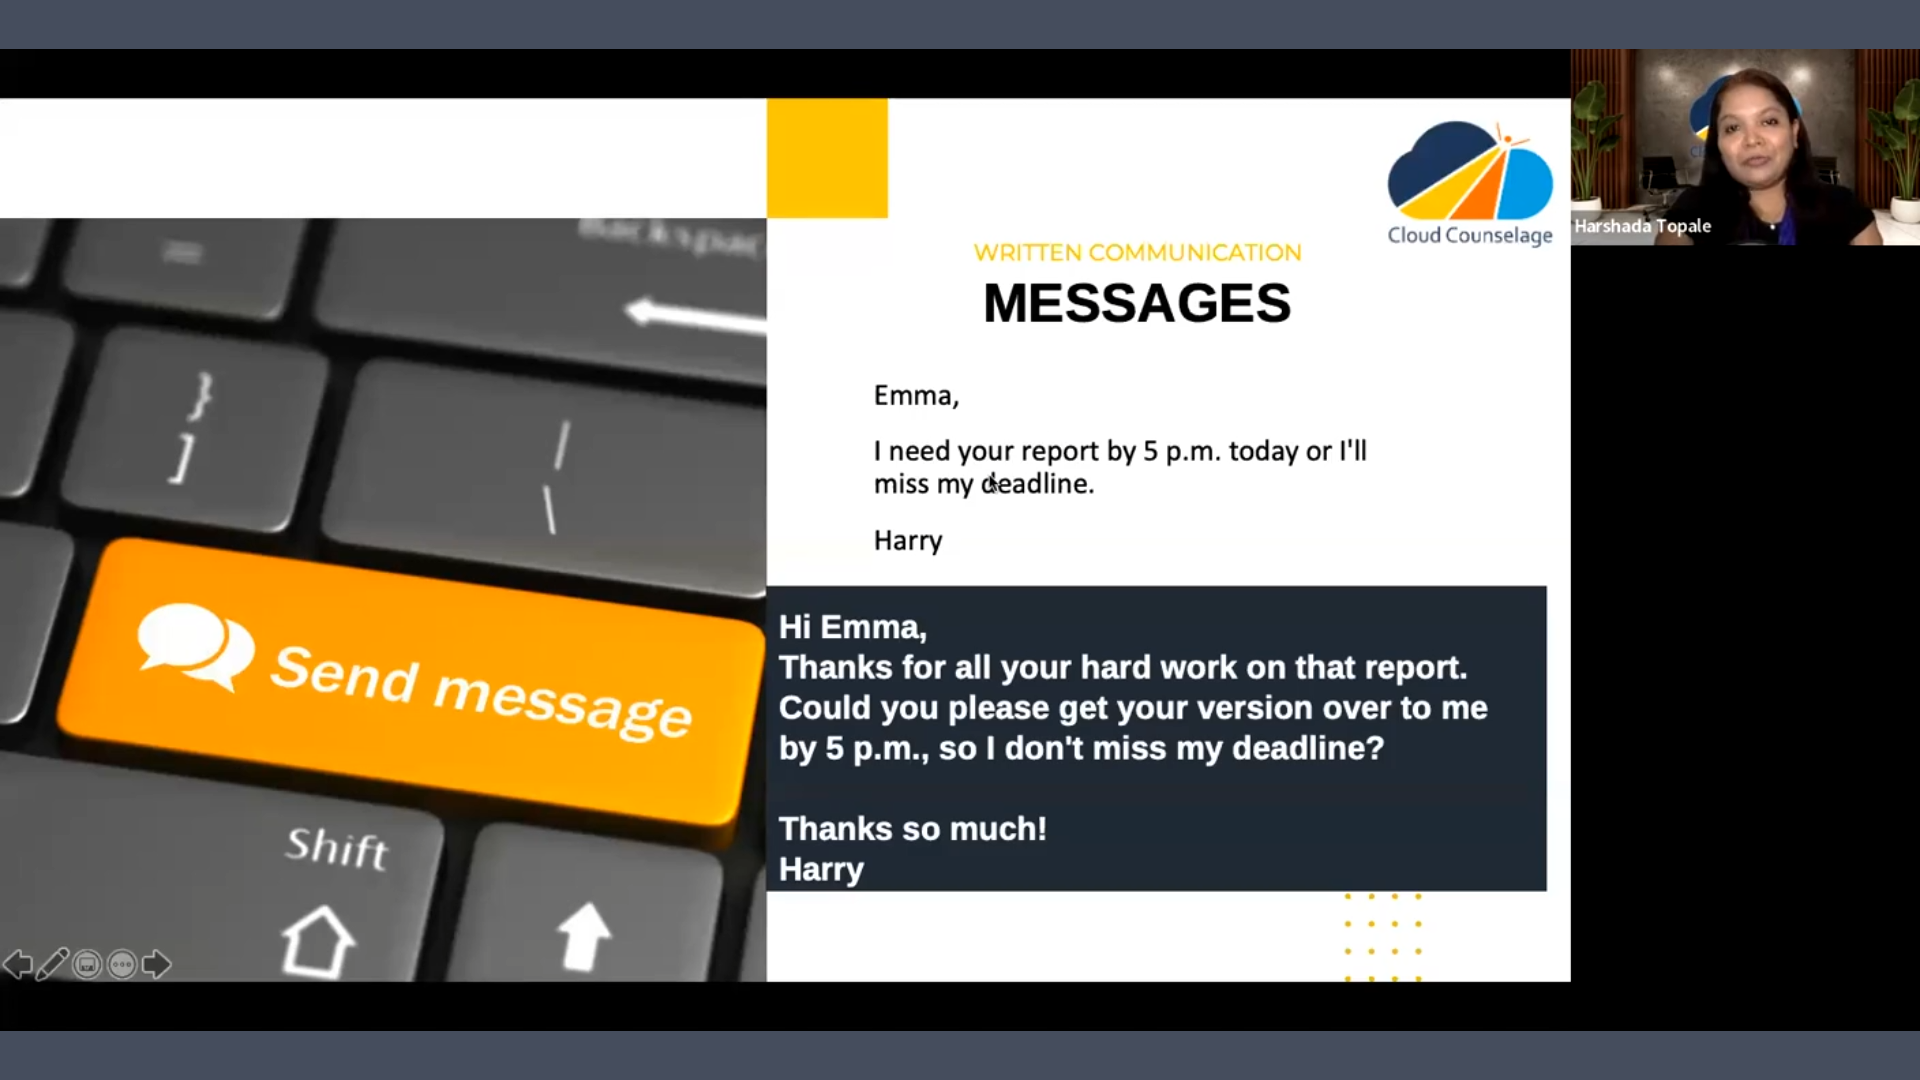 Backspac
=
}
]
|
\
Send message
Shift
WRITTEN COMMUNICATION
MESSAGES
Emma,
I need your report by 5 p.m. today or I'll
miss my deadline.
Harry
Hi Emma,
Thanks for all your hard work on that report.
Could you please get your version over to me
by 5 p.m., so I don't miss my deadline?
Thanks so much!
Harry
Cloud Counselage
Harshada Topale